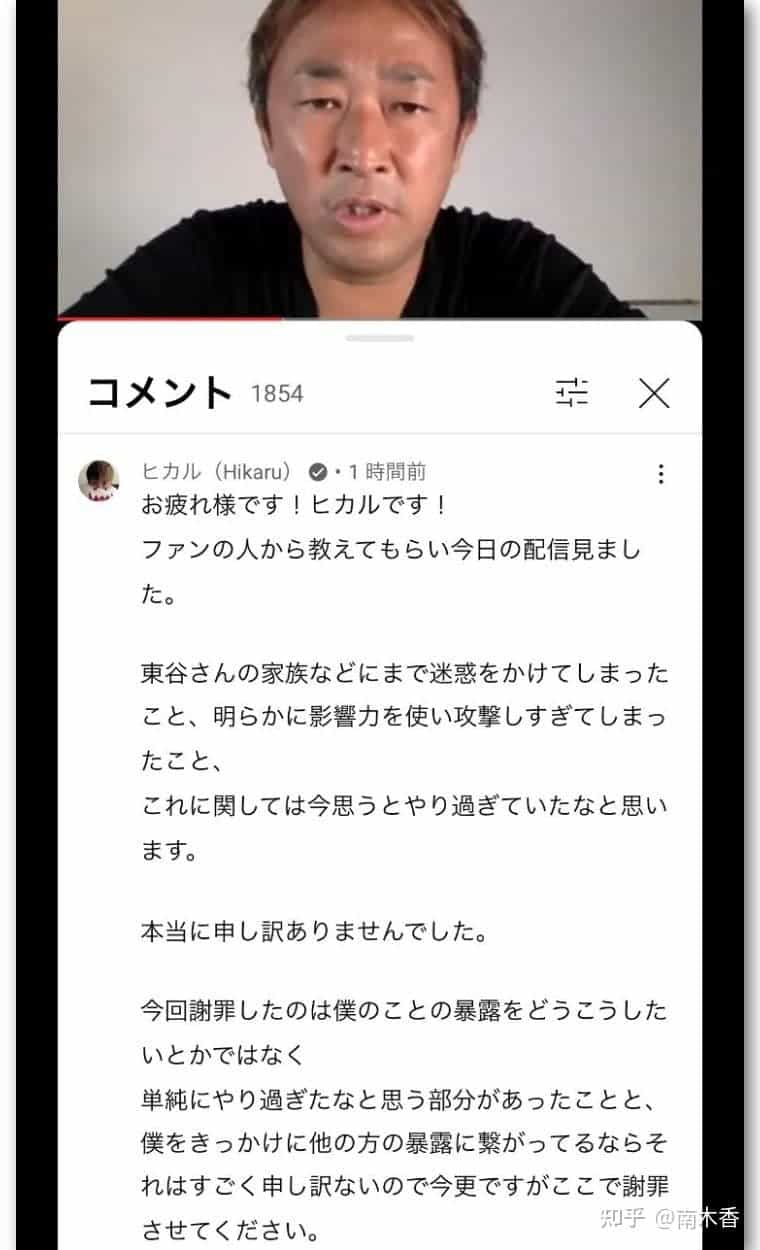 コメント 1854
ヒカル（Hikaru）・1 時間前
お疲れ様です！ヒカルです！
ファンの人から教えてもらい今日の配信見まし
た。
東谷さんの家族などにまで迷惑をかけてしまった
こと、明らかに影響力を使い攻撃しすぎてしまっ
たこと、
これに関しては今思うとやり過ぎていたなと思い
ます。
本当に申し訳ありませんでした。
今回謝罪したのは僕のことの暴露をどうこうした
いとかではなく
単純にやり過ぎたなと思う部分があったことと、
僕をきっかけに他の方の暴露に繋がってるならそ
れはすごく申し訳ないので今更ですがここで謝罪
させてください。
知乎 @南木香